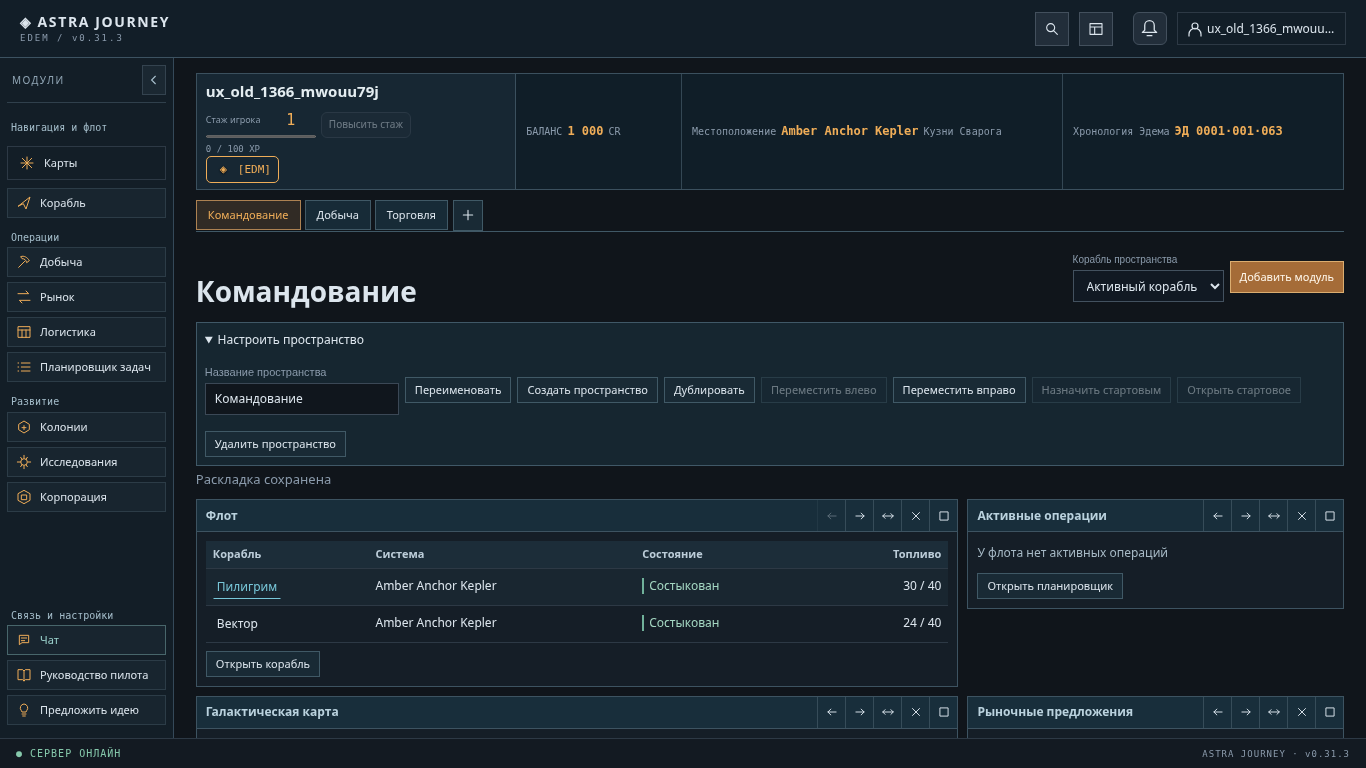 ◈ ASTRA JOURNEY
EDEM / v0.31.3
ux_old_1366_mwouu...
МОДУЛИ
Навигация и флот
Карты
Корабль
Операции
Добыча
Рынок
Логистика
Планировщик задач
Развитие
Колонии
Исследования
Корпорация
Связь и настройки
Чат
Руководство пилота
Предложить идею
ux_old_1366_mwouu79j
Стаж игрока 1 Повысить стаж
0 / 100 XP
◈ [EDM]
БАЛАНС 1 000 CR
Местоположение Amber Anchor Kepler Кузни Сварога
Хронология Эдема ЭД 0001·001·063
Командование Добыча Торговля +
Командование
Корабль пространства
Активный корабль
Добавить модуль
▼ Настроить пространство
Название пространства
Командование Переименовать Создать пространство Дублировать Переместить влево Переместить вправо Назначить стартовым Открыть стартовое
Удалить пространство
Раскладка сохранена
Флот
Корабль Система Состояние Топливо
Пилигрим Amber Anchor Kepler Состыкован 30 / 40
Вектор Amber Anchor Kepler Состыкован 24 / 40
Открыть корабль
Активные операции
У флота нет активных операций
Открыть планировщик
Галактическая карта
Рыночные предложения
● СЕРВЕР ОНЛАЙН
ASTRA JOURNEY · v0.31.3